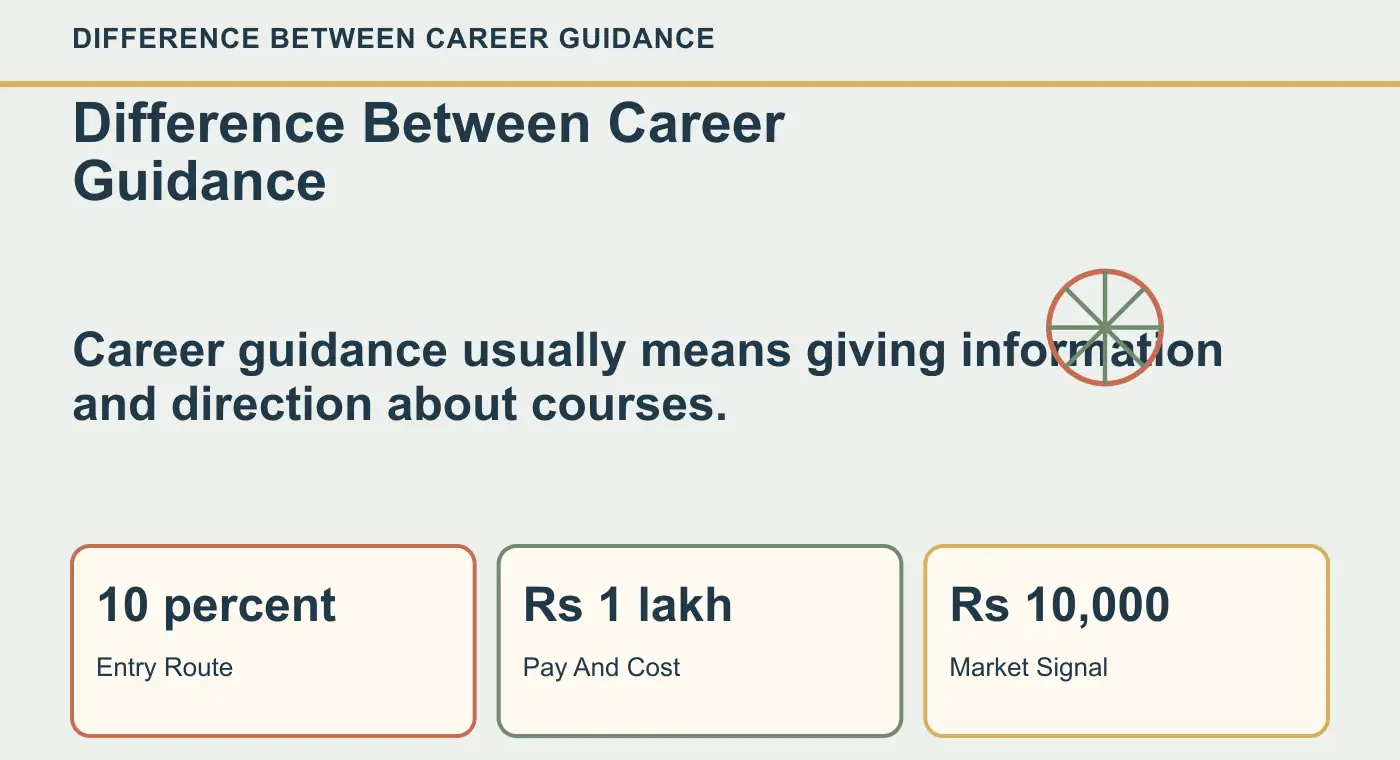 DIFFERENCE BETWEEN CAREER GUIDANCE
Difference Between Career
Guidance
Career guidance usually means giving information
and direction about courses.
10 percent
Entry Route
Rs 1 lakh
Pay And Cost
Rs 10,000
Market Signal